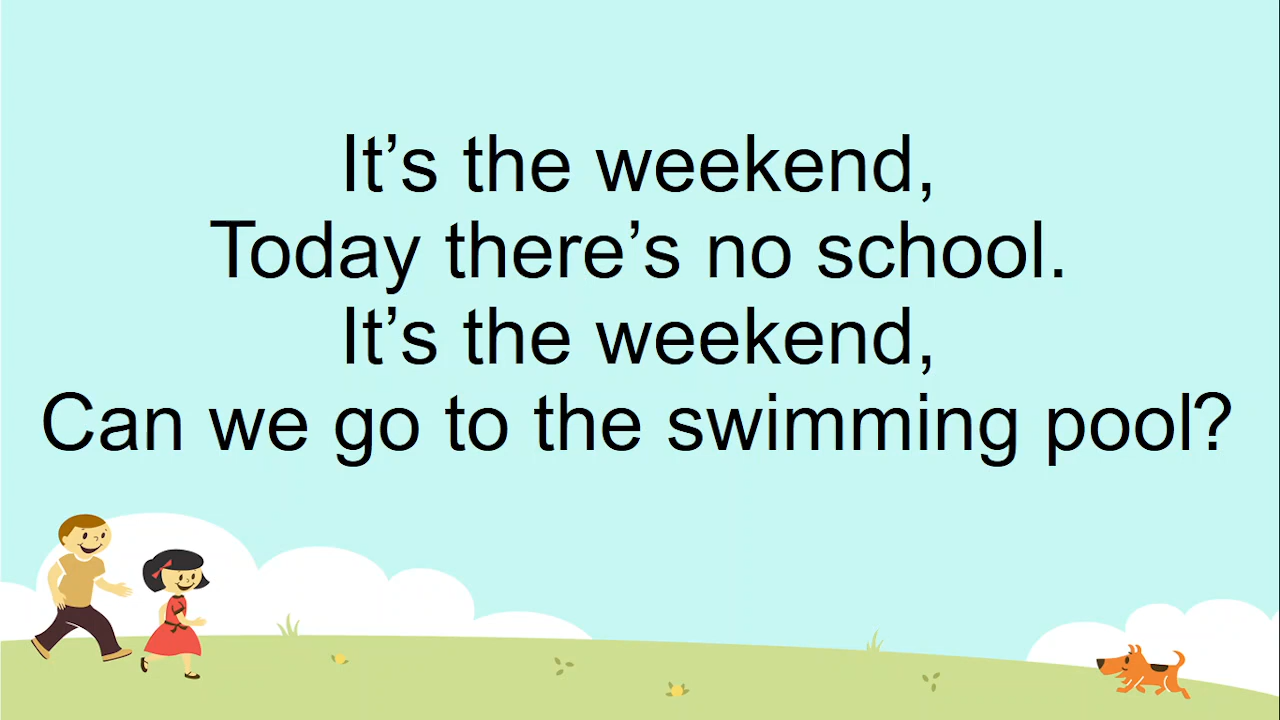 It’s the weekend,
Today there’s no school.
It’s the weekend,
Can we go to the swimming pool?